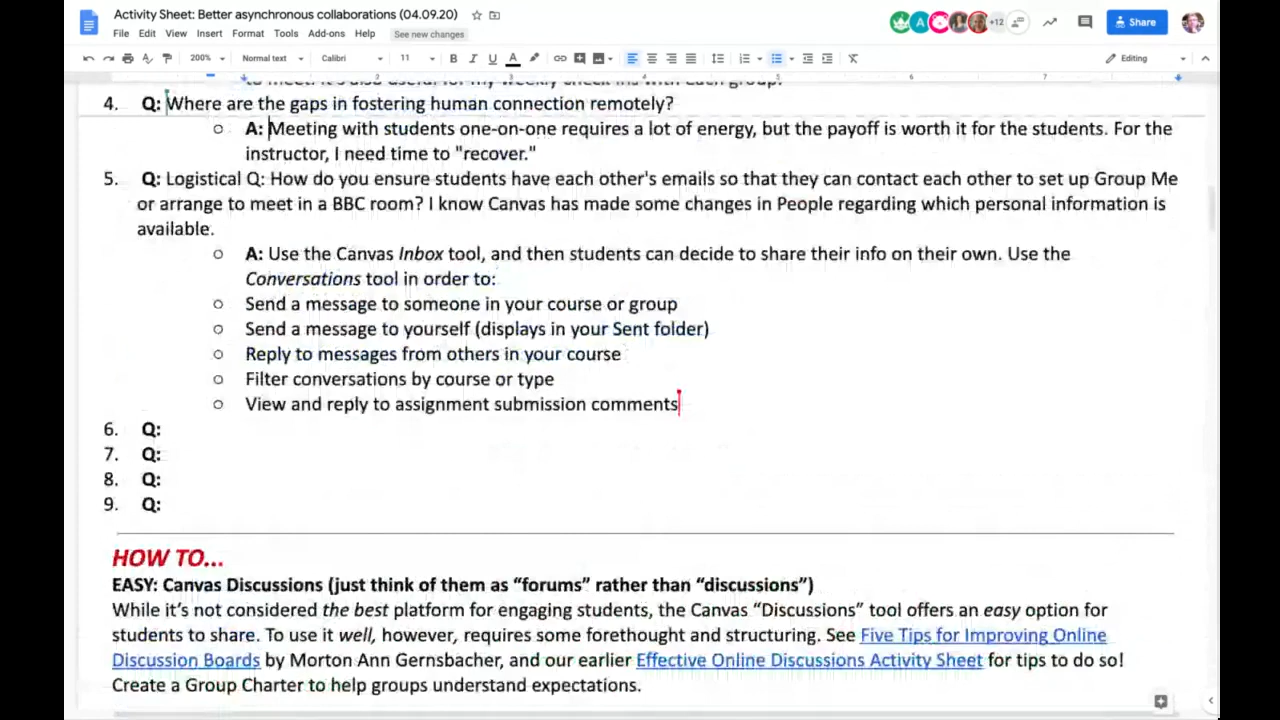 Activity Sheet: Better asynchronous collaborations (04.09.20)
File Edit View Insert Format Tools Add-ons Help See new changes
+12
Share
200% Normal text Calibri 11 B I U A Editing
2 3 4 5 6 7
4. Q: Where are the gaps in fostering human connection remotely?
○ A: Meeting with students one-on-one requires a lot of energy, but the payoff is worth it for the students. For the
instructor, I need time to "recover."
5. Q: Logistical Q: How do you ensure students have each other's emails so that they can contact each other to set up Group Me
or arrange to meet in a BBC room? I know Canvas has made some changes in People regarding which personal information is
available.
○ A: Use the Canvas Inbox tool, and then students can decide to share their info on their own. Use the
Conversations tool in order to:
○ Send a message to someone in your course or group
○ Send a message to yourself (displays in your Sent folder)
○ Reply to messages from others in your course
○ Filter conversations by course or type
○ View and reply to assignment submission comments
6. Q:
7. Q:
8. Q:
9. Q:
HOW TO...
EASY: Canvas Discussions (just think of them as “forums” rather than “discussions”)
While it’s not considered the best platform for engaging students, the Canvas “Discussions” tool offers an easy option for
students to share. To use it well, however, requires some forethought and structuring. See Five Tips for Improving Online
Discussion Boards by Morton Ann Gernsbacher, and our earlier Effective Online Discussions Activity Sheet for tips to do so!
Create a Group Charter to help groups understand expectations.